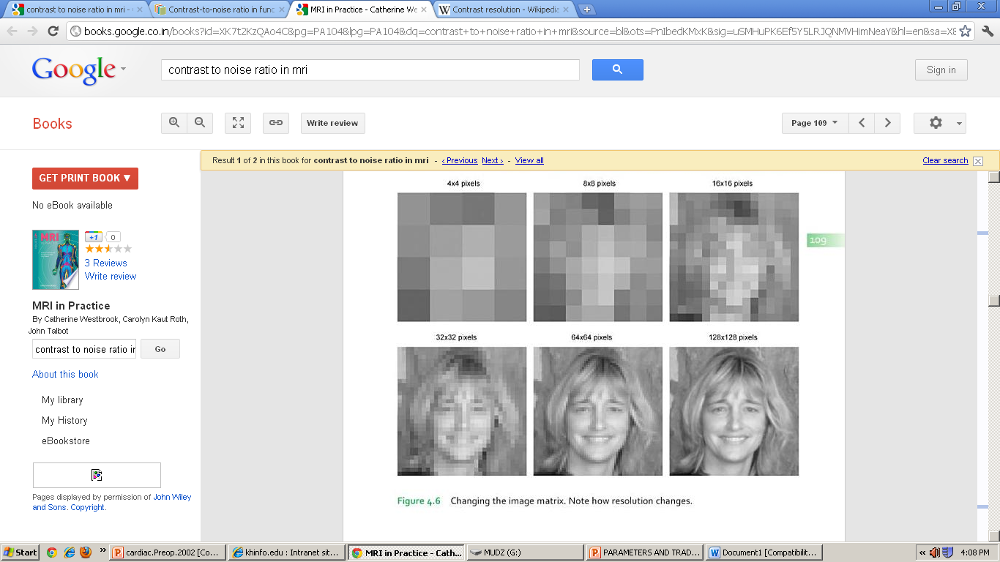 contrast to noise ratio in mri -
Contrast-to-noise ratio in func
MRI in Practice - Catherine We
W Contrast resolution - Wikipedia
books.google.co.in/books?id=XK7t2KzQAo4C&pg=PA104&lpg=PA104&dq=contrast+to+noise+ratio+in+mri&source=bl&ots=PnIbedKMxK&sig=uSMHuPK6Ef5Y5LRJQNMVHimNeaY&hl=en&sa=X
Google
contrast to noise ratio in mri
Sign in
Books
Write review
Page 109
Result 1 of 2 in this book for contrast to noise ratio in mri - ‹ Previous Next › - View all
Clear search
GET PRINT BOOK ▼
No eBook available
MRI
+1 0
3 Reviews
Write review
MRI in Practice
By Catherine Westbrook, Carolyn Kaut Roth,
John Talbot
contrast to noise ratio in
Go
About this book
My library
My History
eBookstore
Pages displayed by permission of John Wiley
and Sons. Copyright.
4x4 pixels
8x8 pixels
16x16 pixels
109
32x32 pixels
64x64 pixels
128x128 pixels
Figure 4.6 Changing the image matrix. Note how resolution changes.
Start
»
cardiac.Preop.2002 [Co...
khinfo.edu : Intranet sit...
MRI in Practice - Cath...
MUDZ (G:)
PARAMETERS AND TRAD...
Document1 [Compatibilit...
«
4:08 PM